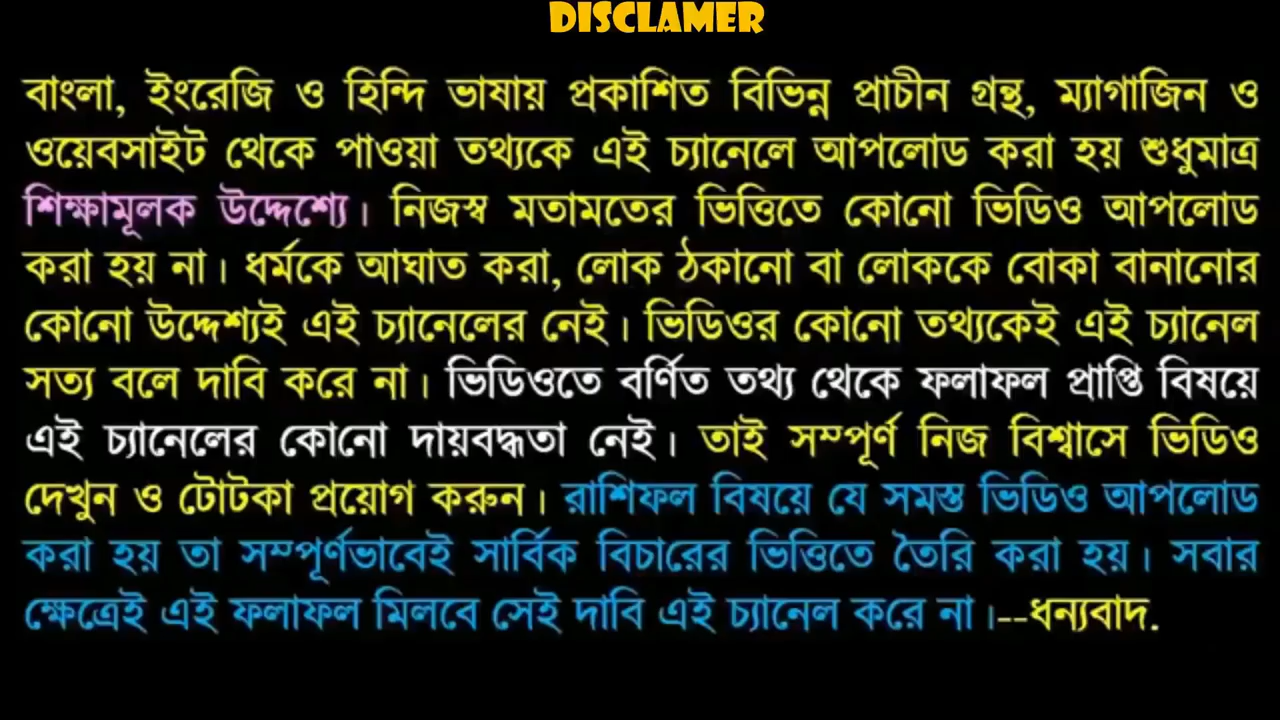 DISCLAMER
বাংলা, ইংরেজি ও হিন্দি ভাষায় প্রকাশিত বিভিন্ন প্রাচীন গ্রন্থ, ম্যাগাজিন ও
ওয়েবসাইট থেকে পাওয়া তথ্যকে এই চ্যানেলে আপলোড করা হয় শুধুমাত্র
শিক্ষামূলক উদ্দেশ্যে। নিজস্ব মতামতের ভিত্তিতে কোনো ভিডিও আপলোড
করা হয় না। ধর্মকে আঘাত করা, লোক ঠকানো বা লোককে বোকা বানানোর
কোনো উদ্দেশ্যই এই চ্যানেলের নেই। ভিডিওর কোনো তথ্যকেই এই চ্যানেল
সত্য বলে দাবি করে না। ভিডিওতে বর্ণিত তথ্য থেকে ফলাফল প্রাপ্তি বিষয়ে
এই চ্যানেলের কোনো দায়বদ্ধতা নেই। তাই সম্পূর্ণ নিজ বিশ্বাসে ভিডিও
দেখুন ও টোটকা প্রয়োগ করুন। রাশিফল বিষয়ে যে সমস্ত ভিডিও আপলোড
করা হয় তা সম্পূর্ণভাবেই সার্বিক বিচারের ভিত্তিতে তৈরি করা হয়। সবার
ক্ষেত্রেই এই ফলাফল মিলবে সেই দাবি এই চ্যানেল করে না।--ধন্যবাদ.